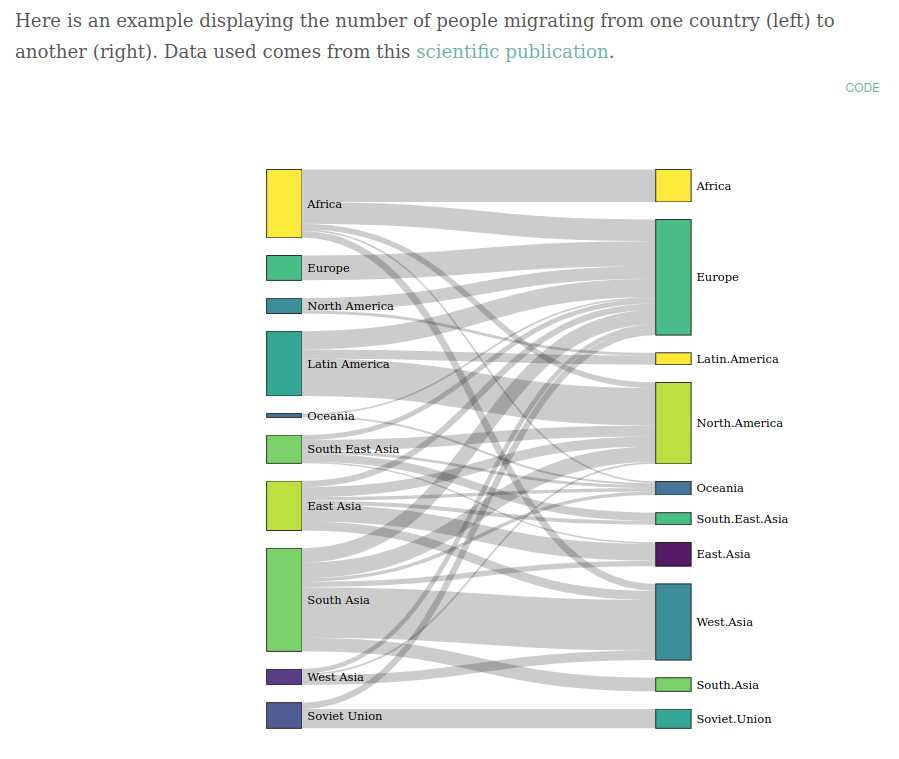 Here is an example displaying the number of people migrating from one country (left) to
another (right). Data used comes from this scientific publication.
CODE
Africa
Europe
North America
Latin America
Oceania
South East Asia
East Asia
South Asia
West Asia
Soviet Union
Africa
Europe
Latin.America
North.America
Oceania
South.East.Asia
East.Asia
West.Asia
South.Asia
Soviet.Union